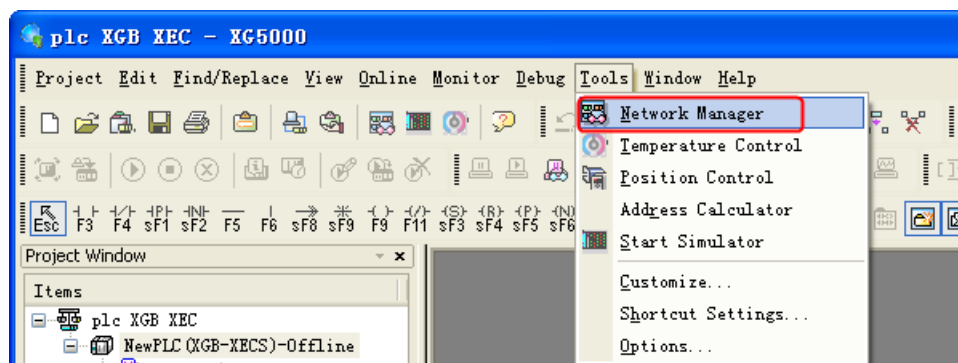 plc XGB XEC - XG5000
Project Edit Find/Replace View Online Monitor Debug Tools Window Help
Network Manager
Temperature Control
Position Control
Address Calculator
Start Simulator
Customize...
Shortcut Settings...
Options...
Esc F3 F4 sF1 sF2 F5 F6 sF8 sF9 F9 F11 sF3 sF4 sF5 sF6
Project Window
Items
plc XGB XEC
NewPLC(XGB-XECS)-Offline